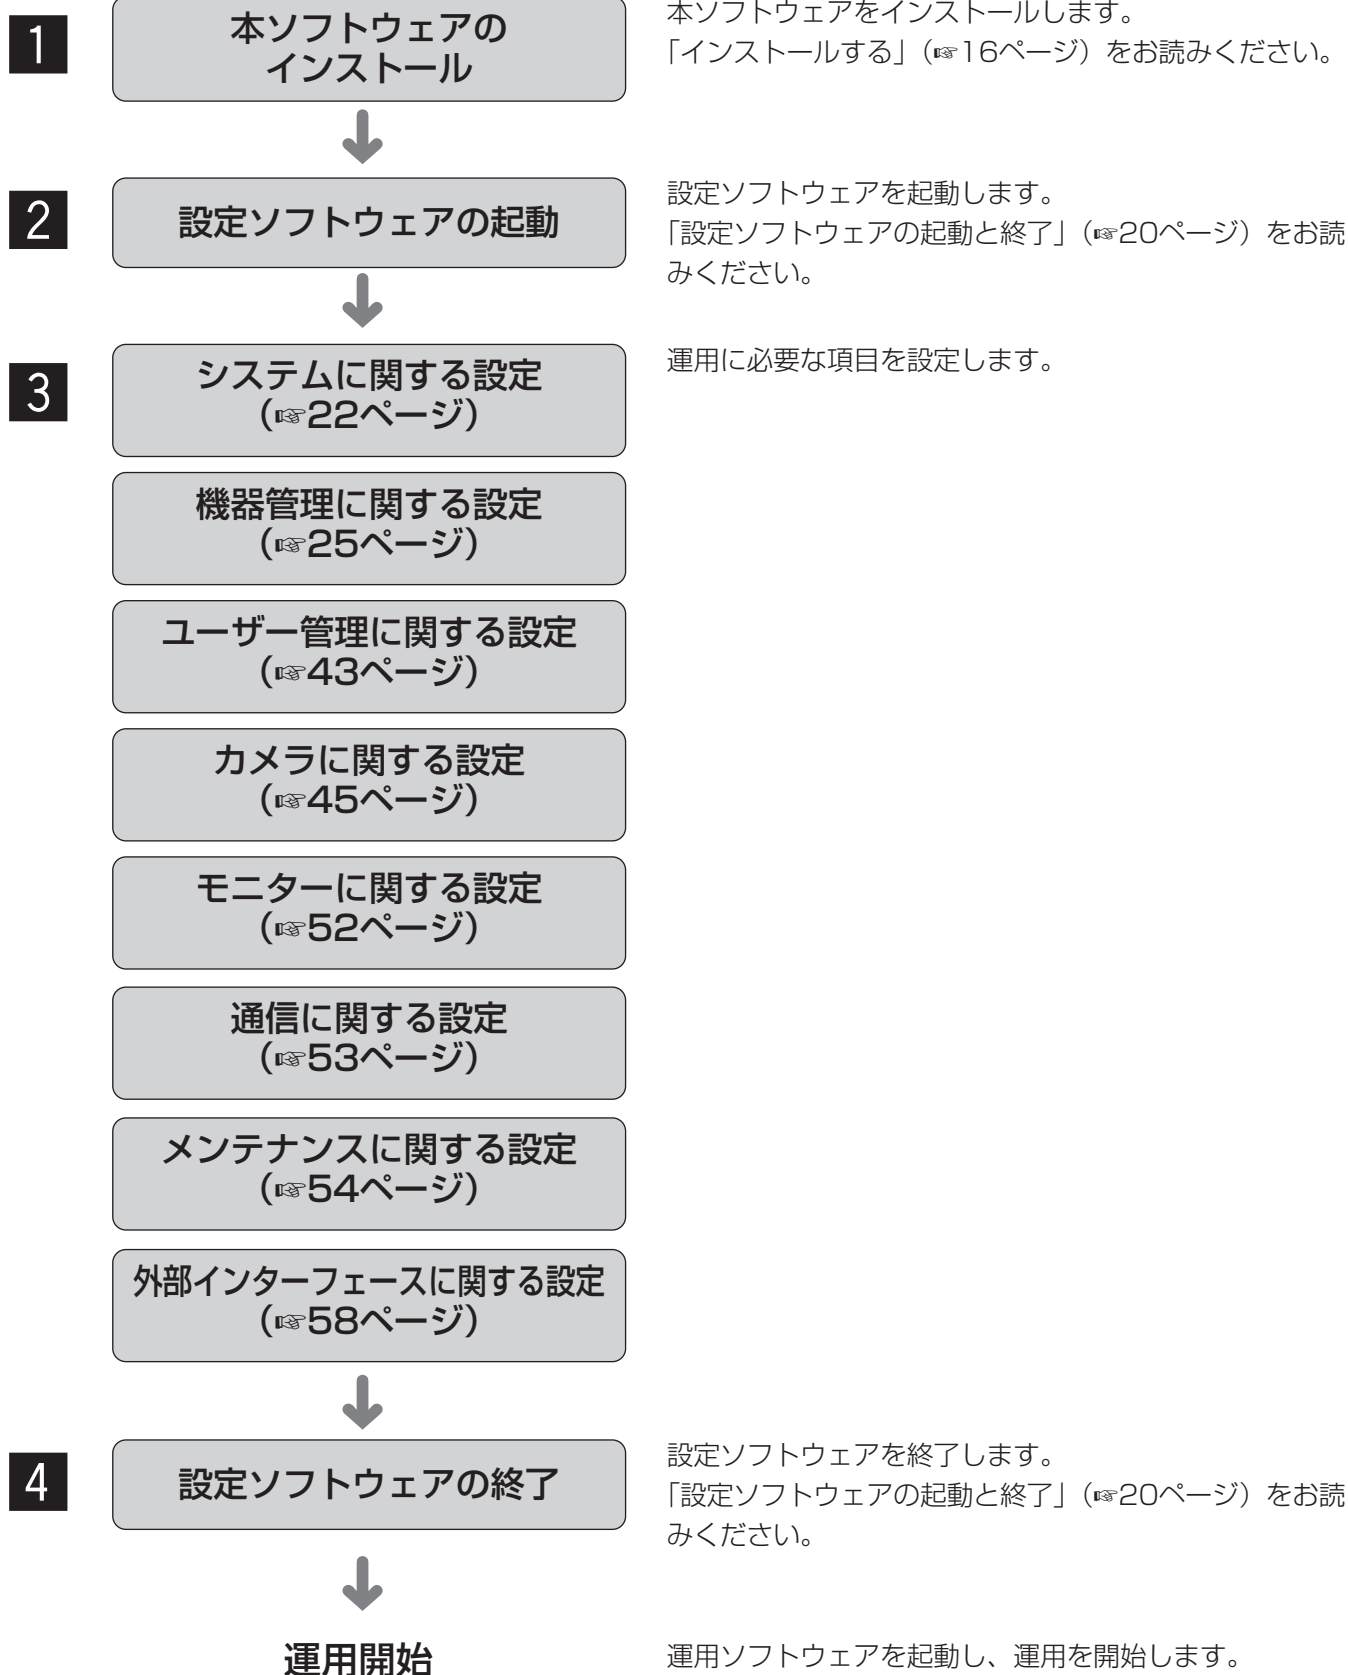 1
本ソフトウェアの
インストール
本ソフトウェアをインストールします。
「インストールする」(☞16ページ)をお読みください。
2
設定ソフトウェアの起動
設定ソフトウェアを起動します。
「設定ソフトウェアの起動と終了」(☞20ページ)をお読
みください。
3
システムに関する設定
(☞22ページ)
運用に必要な項目を設定します。
機器管理に関する設定
(☞25ページ)
ユーザー管理に関する設定
(☞43ページ)
カメラに関する設定
(☞45ページ)
モニターに関する設定
(☞52ページ)
通信に関する設定
(☞53ページ)
メンテナンスに関する設定
(☞54ページ)
外部インターフェースに関する設定
(☞58ページ)
4
設定ソフトウェアの終了
設定ソフトウェアを終了します。
「設定ソフトウェアの起動と終了」(☞20ページ)をお読
みください。
運用開始
運用ソフトウェアを起動し、運用を開始します。